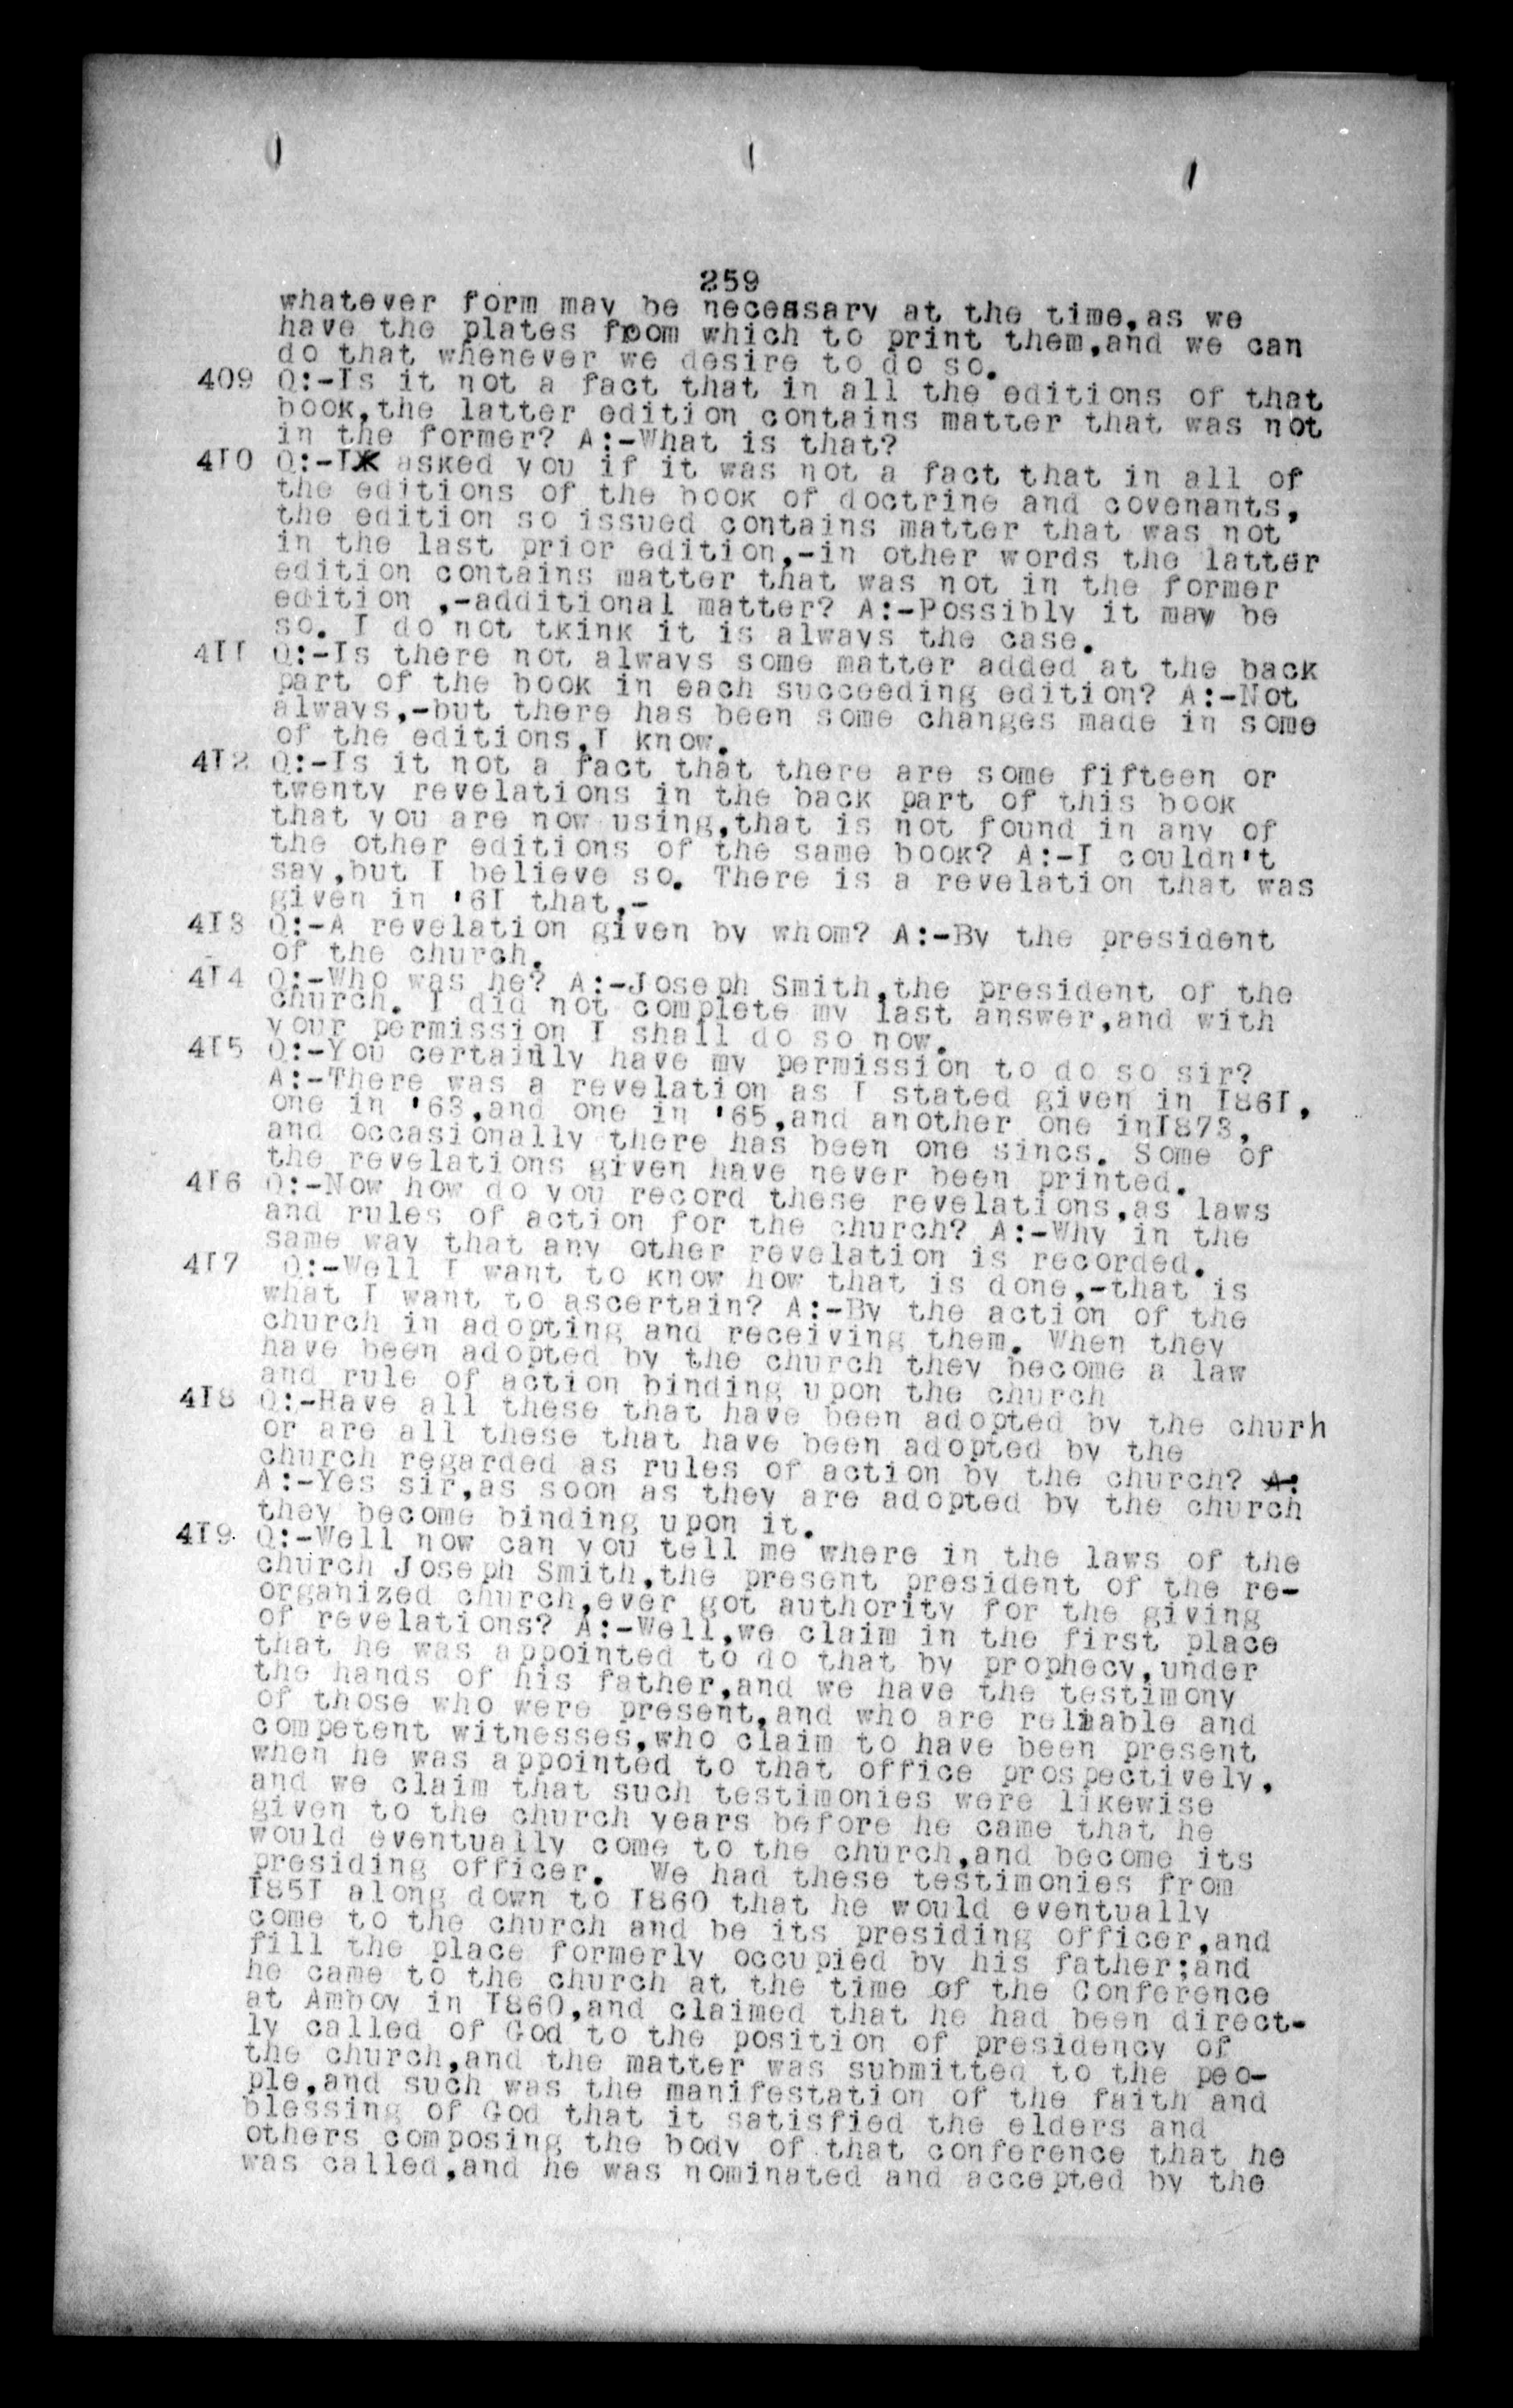 259
whatever form may be necessary at the time,as we
have the plates from which to print them,and we can
do that whenever we desire to do so.
409 Q:-Is it not a fact that in all the editions of that
book,the latter edition contains matter that was not
in the former? A:-What is that?
4I0 Q:-I asked you if it was not a fact that in all of
the editions of the book of doctrine and covenants,
the edition so issued contains matter that was not
in the last prior edition,-in other words the latter
edition contains matter that was not in the former
edition ,-additional matter? A:-Possibly it may be
so. I do not tkink it is always the case.
4II Q:-Is there not always some matter added at the back
part of the book in each succeeding edition? A:-Not
always,-but there has been some changes made in some
of the editions,I know.
4I2 Q:-Is it not a fact that there are some fifteen or
twenty revelations in the back part of this book
that you are now using,that is not found in any of
the other editions of the same book? A:-I couldn't
say,but I believe so. There is a revelation that was
given in '6I that,-
4I3 Q:-A revelation given by whom? A:-By the president
of the church.
4I4 Q:-Who was he? A:-Joseph Smith,the president of the
church. I did not complete my last answer,and with
your permission I shall do so now.
4I5 Q:-You certainly have my permission to do so sir?
A:-There was a revelation as I stated given in I86I,
one in '63,and one in '65,and another one inI873,
and occasionally there has been one sincs. Some of
the revelations given have never been printed.
4I6 Q:-Now how do you record these revelations,as laws
and rules of action for the church? A:-Why in the
same way that any other revelation is recorded.
4I7 Q:-Well I want to know how that is done,-that is
what I want to ascertain? A:-By the action of the
church in adopting and receiving them. When they
have been adopted by the church they become a law
and rule of action binding upon the church
4I8 Q:-Have all these that have been adopted by the churh
or are all these that have been adopted by the
church regarded as rules of action by the church? A:
A:-Yes sir,as soon as they are adopted by the church
they become binding upon it.
4I9 Q:-Well now can you tell me where in the laws of the
church Joseph Smith,the present president of the re-
organized church,ever got authority for the giving
of revelations? A:-Well,we claim in the first place
that he was appointed to do that by prophecy,under
the hands of his father,and we have the testimony
of those who were present,and who are reliable and
competent witnesses,who claim to have been present
when he was appointed to that office prospectively,
and we claim that such testimonies were likewise
given to the church years before he came that he
would eventually come to the church,and become its
presiding officer. We had these testimonies from
I85I along down to I860 that he would eventually
come to the church and be its presiding officer,and
fill the place formerly occupied by his father;and
he came to the church at the time of the Conference
at Amboy in I860,and claimed that he had been direct-
ly called of God to the position of presidency of
the church,and the matter was submitted to the peo-
ple,and such was the manifestation of the faith and
blessing of God that it satisfied the elders and
others composing the body of that conference that he
was called,and he was nominated and accepted by the